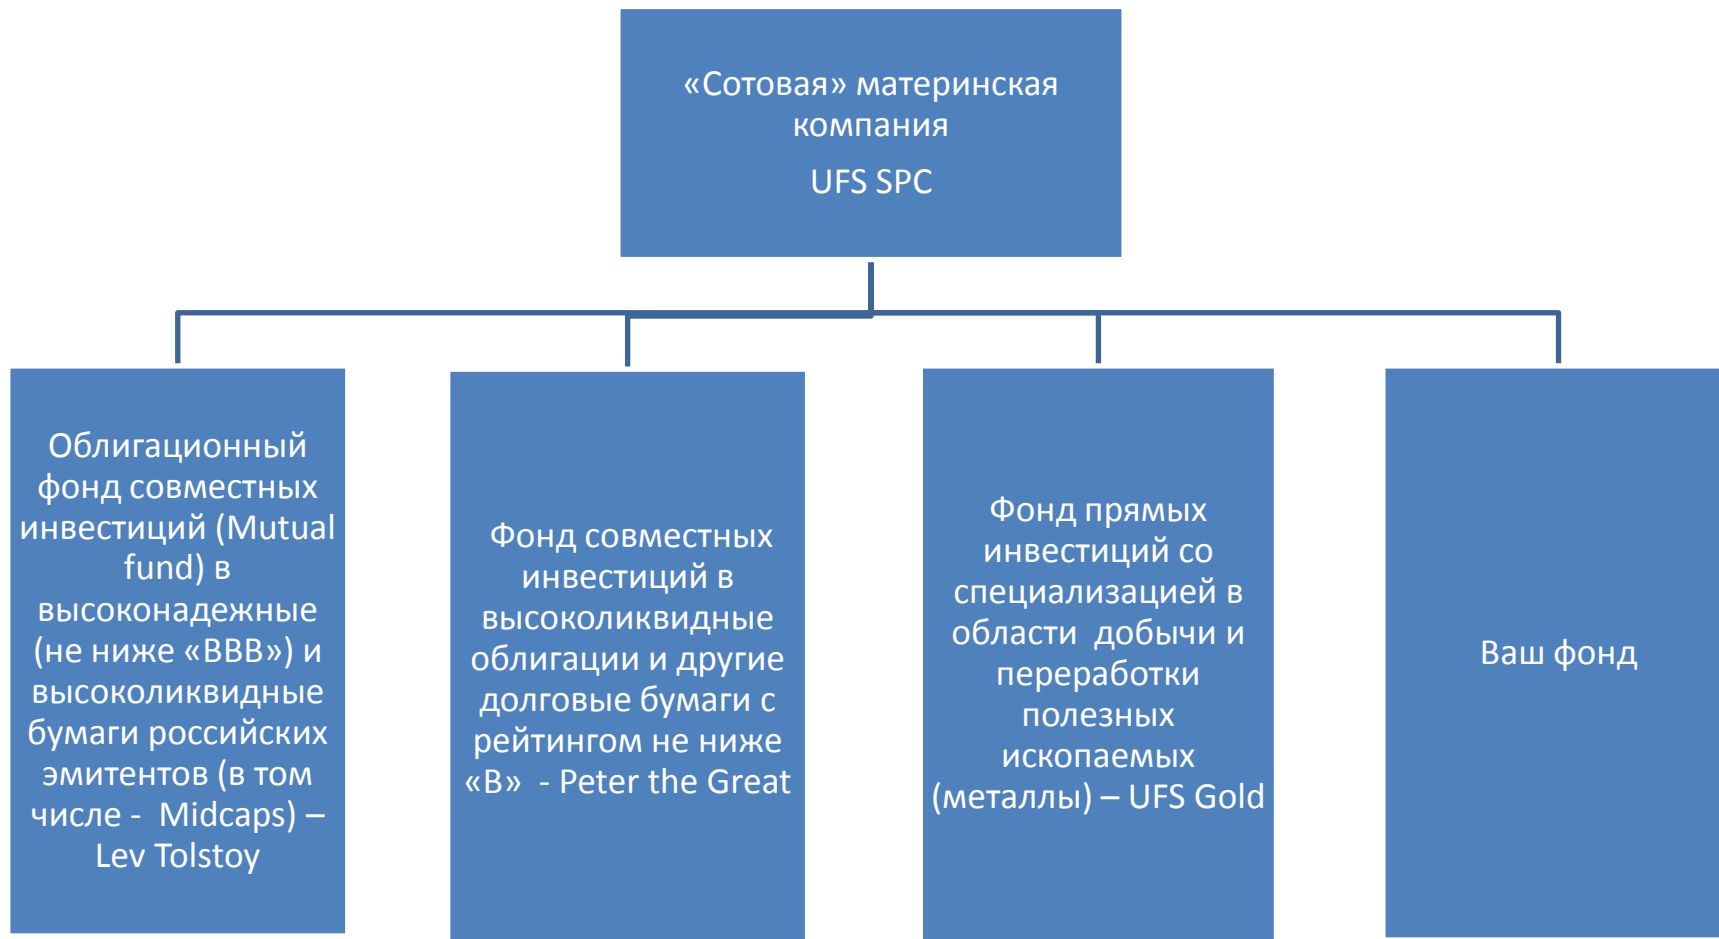 «Сотовая» материнская
компания
UFS SPC
Облигационный
фонд совместных
инвестиций (Mutual
fund) в
высоконадежные
(не ниже «BBB») и
высоколиквидные
бумаги российских
эмитентов (в том
числе - Midcaps) –
Lev Tolstoy
Фонд совместных
инвестиций в
высоколиквидные
облигации и другие
долговые бумаги с
рейтингом не ниже
«B» - Peter the Great
Фонд прямых
инвестиций со
специализацией в
области добычи и
переработки
полезных
ископаемых
(металлы) – UFS Gold
Ваш фонд